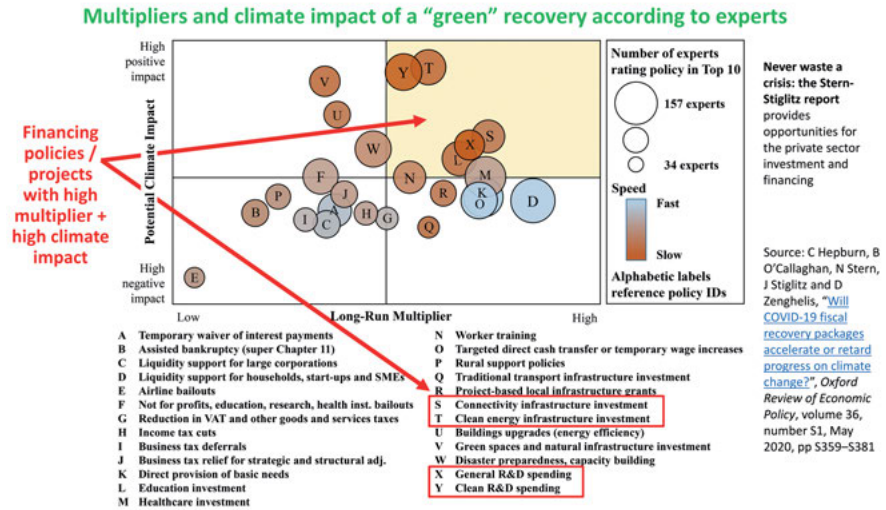 Multipliers and climate impact of a “green” recovery according to experts
High
positive
impact
Potential Climate Impact
High
negative
impact
Low
Long-Run Multiplier
High
Financing
policies /
projects
with high
multiplier +
high climate
impact
V
Y
T
U
W
S
X
L
F
N
M
P
J
R
K
O
D
B
I
A
C
H
G
Q
E
Number of experts
rating policy in Top 10
157 experts
34 experts
Speed
Fast
Slow
Alphabetic labels
reference policy IDs
Never waste a
crisis: the Stern-
Stiglitz report
provides
opportunities for
the private sector
investment and
financing
Source: C Hepburn, B
O’Callaghan, N Stern,
J Stiglitz and D
Zenghelis, “Will
COVID-19 fiscal
recovery packages
accelerate or retard
progress on climate
change?”, Oxford
Review of Economic
Policy, volume 36,
number S1, May
2020, pp S359–S381
A Temporary waiver of interest payments
B Assisted bankruptcy (super Chapter 11)
C Liquidity support for large corporations
D Liquidity support for households, start-ups and SMEs
E Airline bailouts
F Not for profits, education, research, health inst. bailouts
G Reduction in VAT and other goods and services taxes
H Income tax cuts
I Business tax deferrals
J Business tax relief for strategic and structural adj.
K Direct provision of basic needs
L Education investment
M Healthcare investment
N Worker training
O Targeted direct cash transfer or temporary wage increases
P Rural support policies
Q Traditional transport infrastructure investment
R Project-based local infrastructure grants
S Connectivity infrastructure investment
T Clean energy infrastructure investment
U Buildings upgrades (energy efficiency)
V Green spaces and natural infrastructure investment
W Disaster preparedness, capacity building
X General R&D spending
Y Clean R&D spending